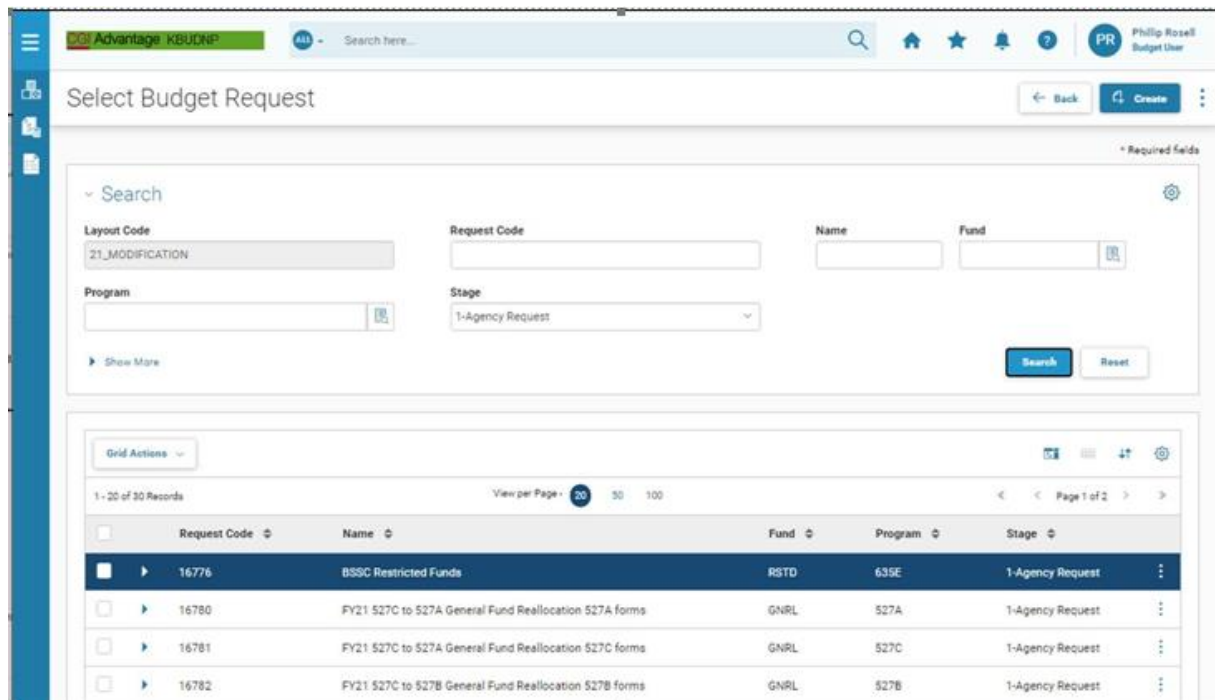 CGI Advantage KBUDNP
ALL
Search here...
?
PR
Philip Rosell
Budget User
Select Budget Request
Back
Create
* Required fields
Search
Layout Code
Request Code
Name
Fund
21_MODIFICATION
Program
Stage
1-Agency Request
Show More
Search
Reset
Grid Actions
1 - 20 of 30 Records
View per Page - 20 50 100
Page 1 of 2
Request Code Name Fund Program Stage
16776 BSSC Restricted Funds RSTD 635E 1-Agency Request
16780 FY21 527C to 527A General Fund Reallocation 527A forms GNRL 527A 1-Agency Request
16781 FY21 527C to 527A General Fund Reallocation 527C forms GNRL 527C 1-Agency Request
16782 FY21 527C to 527B General Fund Reallocation 527B forms GNRL 527B 1-Agency Request